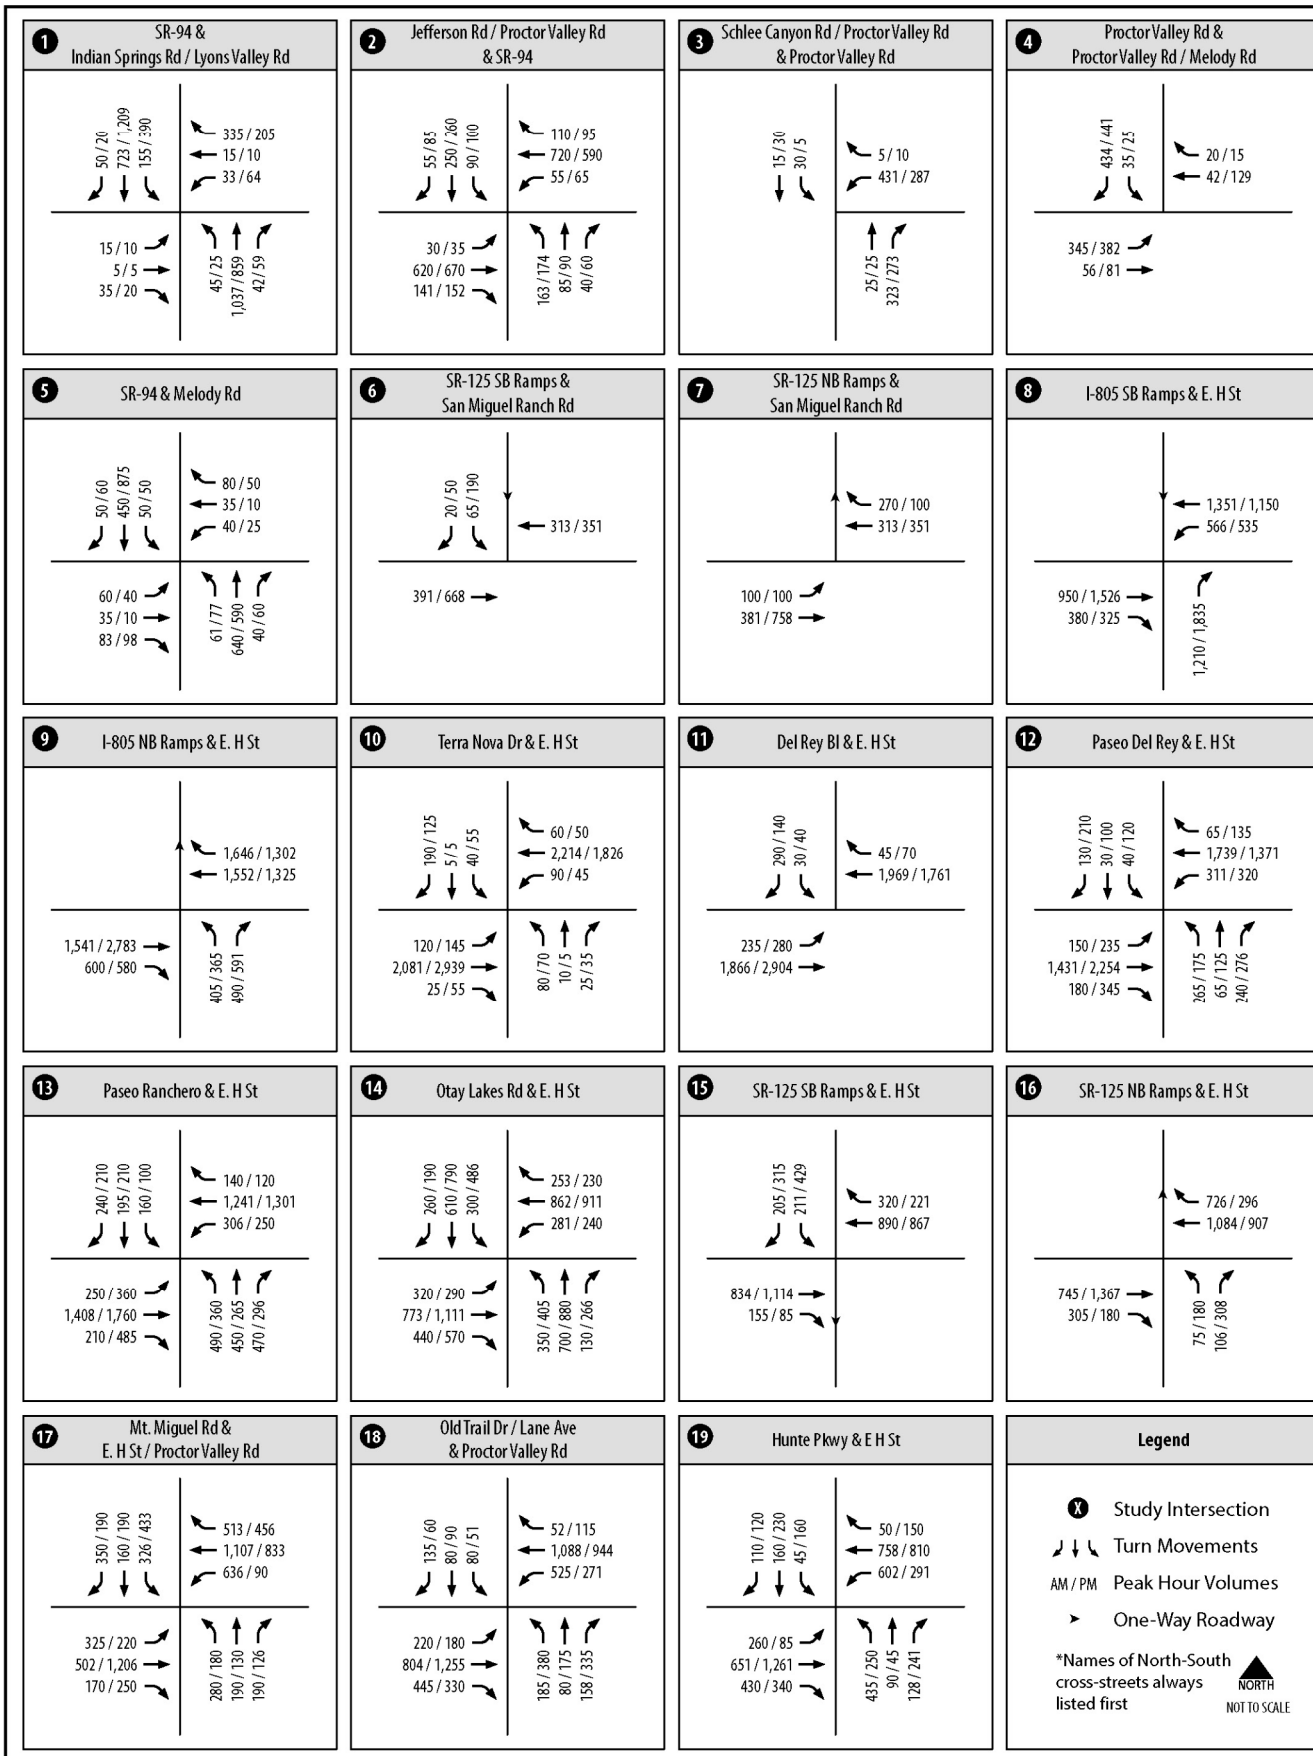 1
SR-94 &
Indian Springs Rd / Lyons Valley Rd
50 / 20
723 / 1,209
155 / 390
335 / 205
15 / 10
33 / 64
15 / 10
5 / 5
35 / 20
45 / 25
1,037 / 859
42 / 59
2
Jefferson Rd / Proctor Valley Rd
& SR-94
55 / 85
250 / 260
90 / 100
110 / 95
720 / 590
55 / 65
30 / 35
620 / 670
141 / 152
163 / 174
85 / 90
40 / 60
3
Schlee Canyon Rd / Proctor Valley Rd
& Proctor Valley Rd
15 / 30
30 / 5
5 / 10
431 / 287
25 / 25
323 / 273
4
Proctor Valley Rd &
Proctor Valley Rd / Melody Rd
434 / 441
35 / 25
20 / 15
42 / 129
345 / 382
56 / 81
5
SR-94 & Melody Rd
50 / 60
450 / 875
50 / 50
80 / 50
35 / 10
40 / 25
60 / 40
35 / 10
83 / 98
61 / 77
640 / 590
40 / 60
6
SR-125 SB Ramps &
San Miguel Ranch Rd
20 / 50
65 / 190
313 / 351
391 / 668
7
SR-125 NB Ramps &
San Miguel Ranch Rd
270 / 100
313 / 351
100 / 100
381 / 758
8
I-805 SB Ramps & E. H St
1,351 / 1,150
566 / 535
950 / 1,526
380 / 325
1,210 / 1,835
9
I-805 NB Ramps & E. H St
1,646 / 1,302
1,552 / 1,325
1,541 / 2,783
600 / 580
405 / 365
490 / 591
10
Terra Nova Dr & E. H St
190 / 125
5 / 5
40 / 55
60 / 50
2,214 / 1,826
90 / 45
120 / 145
2,081 / 2,939
25 / 55
80 / 70
10 / 5
25 / 35
11
Del Rey Bl & E. H St
290 / 140
30 / 40
45 / 70
1,969 / 1,761
235 / 280
1,866 / 2,904
12
Paseo Del Rey & E. H St
130 / 210
30 / 100
40 / 120
65 / 135
1,739 / 1,371
311 / 320
150 / 235
1,431 / 2,254
180 / 345
265 / 175
65 / 125
240 / 276
13
Paseo Ranchero & E. H St
240 / 210
195 / 210
160 / 100
140 / 120
1,241 / 1,301
306 / 250
250 / 360
1,408 / 1,760
210 / 485
490 / 360
450 / 265
470 / 296
14
Otay Lakes Rd & E. H St
260 / 190
610 / 790
300 / 486
253 / 230
862 / 911
281 / 240
320 / 290
773 / 1,111
440 / 570
350 / 405
700 / 880
130 / 266
15
SR-125 SB Ramps & E. H St
205 / 315
211 / 429
320 / 221
890 / 867
834 / 1,114
155 / 85
16
SR-125 NB Ramps & E. H St
726 / 296
1,084 / 907
745 / 1,367
305 / 180
75 / 180
106 / 308
17
Mt. Miguel Rd &
E. H St / Proctor Valley Rd
350 / 190
160 / 190
326 / 433
513 / 456
1,107 / 833
636 / 90
325 / 220
502 / 1,206
170 / 250
280 / 180
190 / 130
190 / 126
18
Old Trail Dr / Lane Ave
& Proctor Valley Rd
135 / 60
80 / 90
80 / 51
52 / 115
1,088 / 944
525 / 271
220 / 180
804 / 1,255
445 / 330
185 / 380
80 / 175
158 / 335
19
Hunte Pkwy & E H St
110 / 120
160 / 230
45 / 160
50 / 150
758 / 810
602 / 291
260 / 85
651 / 1,261
430 / 340
435 / 250
90 / 45
128 / 241
Legend
X Study Intersection
Turn Movements
AM / PM Peak Hour Volumes
One-Way Roadway
*Names of North-South
cross-streets always
listed first
NORTH
NOT TO SCALE